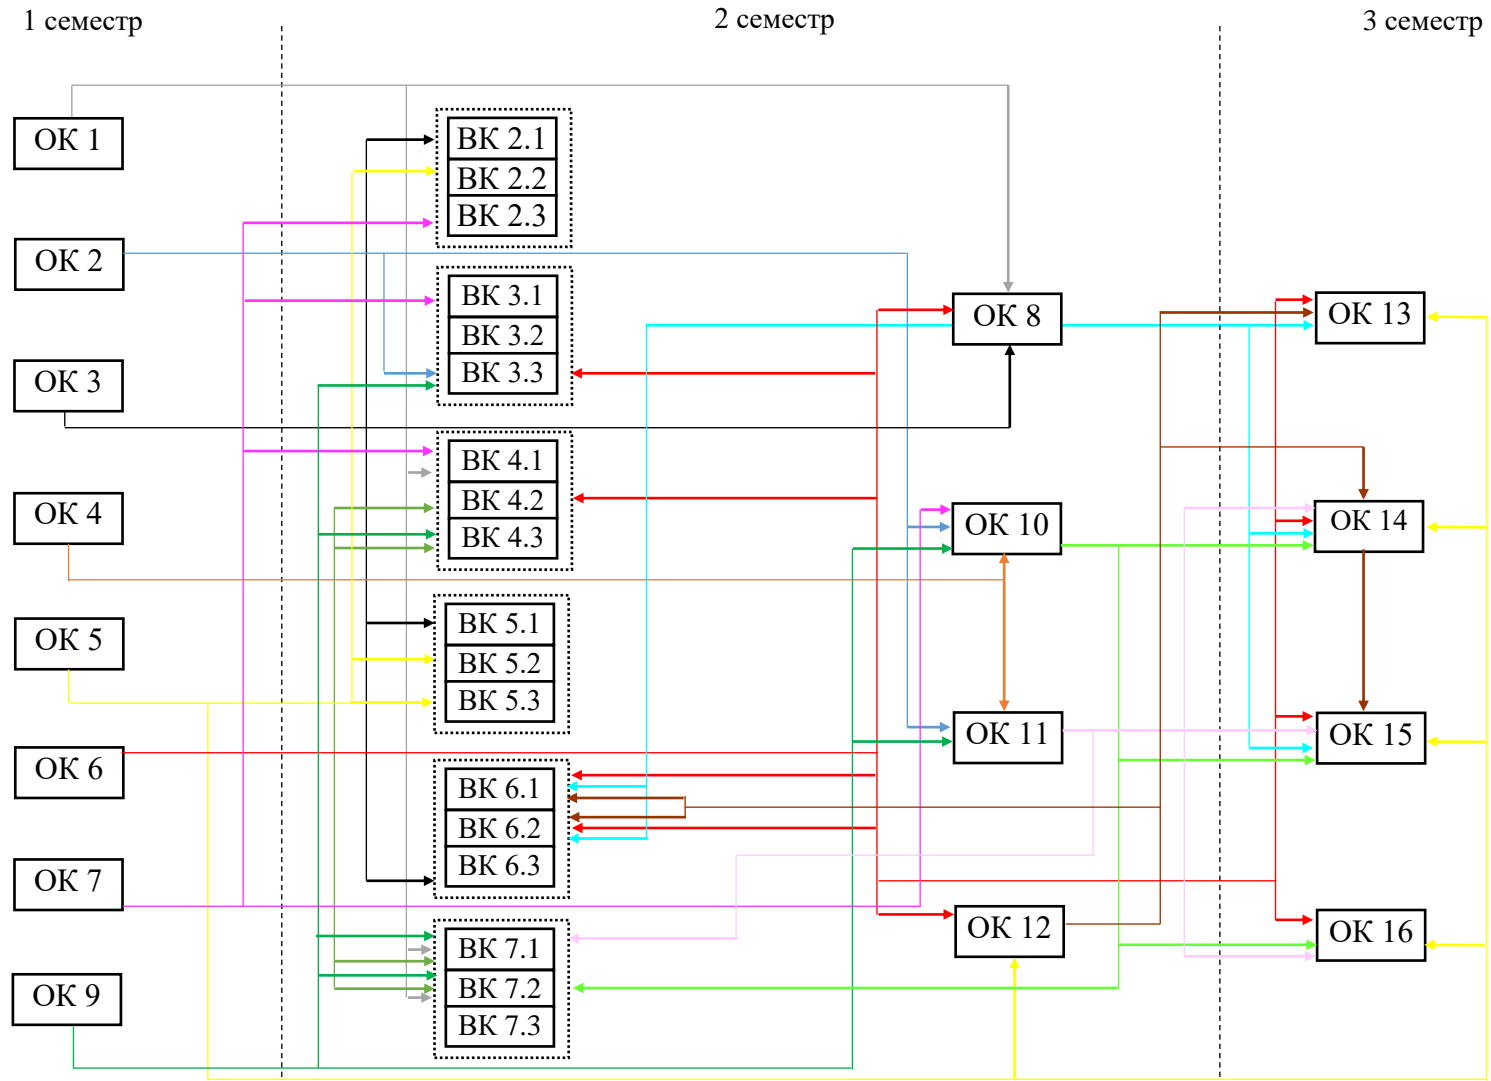 1 семестр
2 семестр
3 семестр
ОК 1
ОК 2
ОК 3
ОК 4
ОК 5
ОК 6
ОК 7
ОК 9
ВК 2.1
ВК 2.2
ВК 2.3
ВК 3.1
ВК 3.2
ВК 3.3
ВК 4.1
ВК 4.2
ВК 4.3
ВК 5.1
ВК 5.2
ВК 5.3
ВК 6.1
ВК 6.2
ВК 6.3
ВК 7.1
ВК 7.2
ВК 7.3
ОК 8
ОК 10
ОК 11
ОК 12
ОК 13
ОК 14
ОК 15
ОК 16